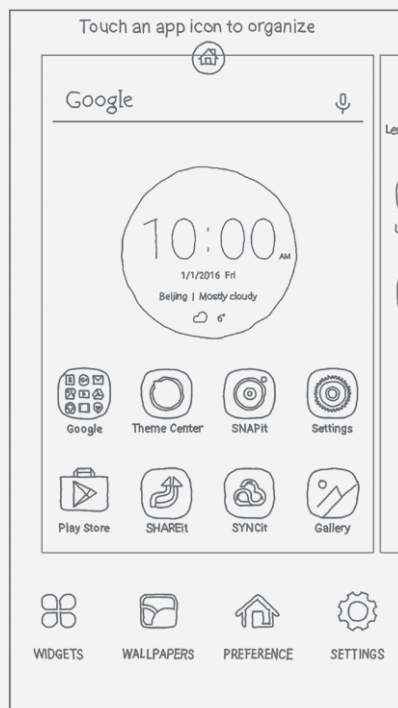 Touch an app icon to organize
Google
10:00 AM
1/1/2016 Fri
Beijing | Mostly cloudy
6°
Google Theme Center SNAPit Settings
Play Store SHAREit SYNCit Gallery
WIDGETS WALLPAPERS PREFERENCE SETTINGS